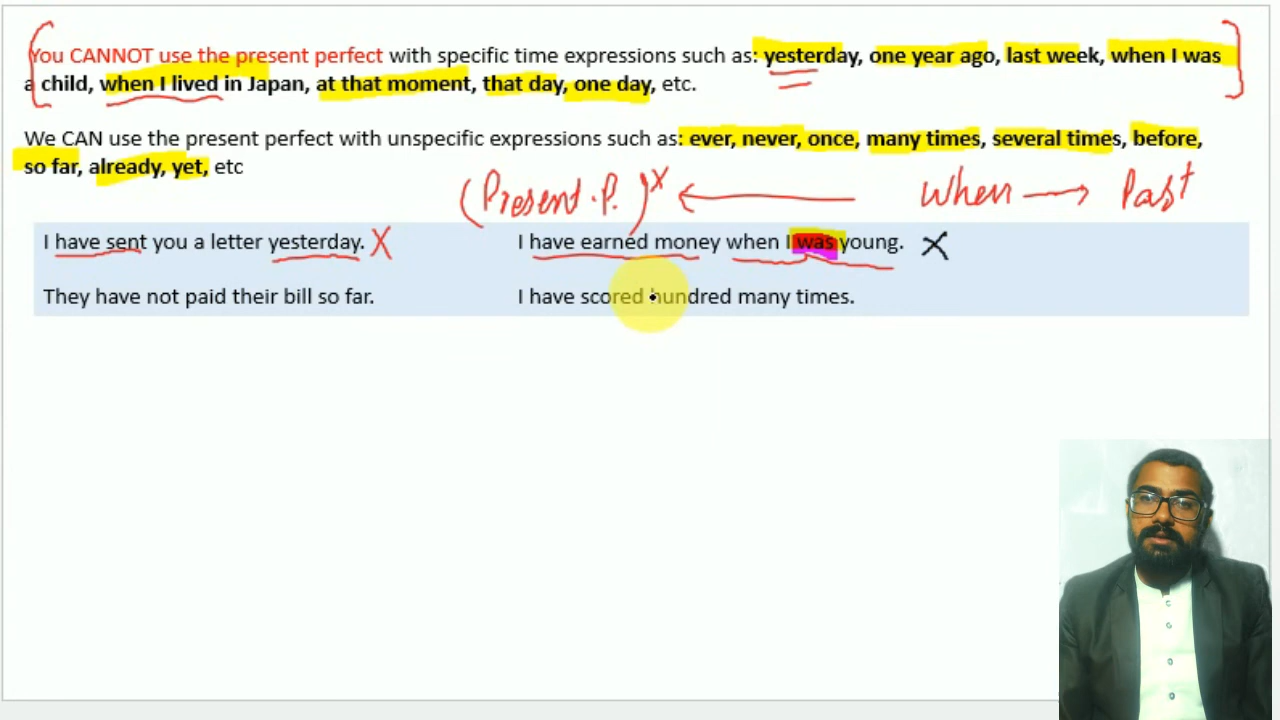 You CANNOT use the present perfect with specific time expressions such as: yesterday, one year ago, last week, when I was
a child, when I lived in Japan, at that moment, that day, one day, etc.
We CAN use the present perfect with unspecific expressions such as: ever, never, once, many times, several times, before,
so far, already, yet, etc
(Present.P.)x ← When → Past
I have sent you a letter yesterday. X I have earned money when I was young. X
They have not paid their bill so far. I have scored hundred many times.